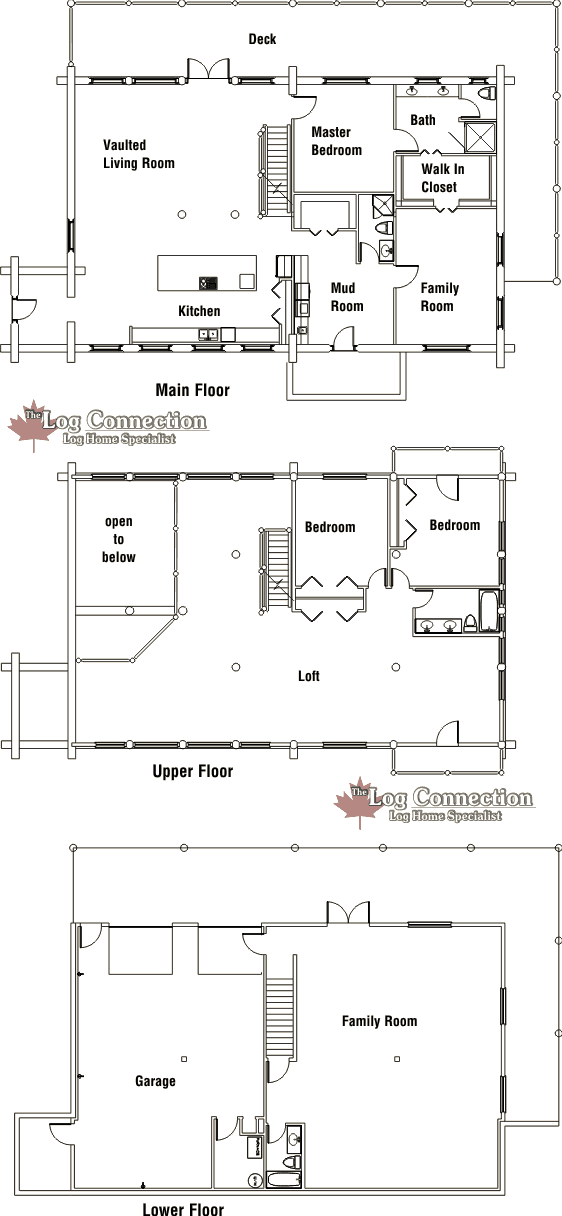 Deck
Vaulted
Living Room
Master
Bedroom
Bath
Walk In
Closet
Mud
Room
Family
Room
Kitchen
Main Floor
The Log Connection
Log Home Specialist
open
to
below
Bedroom
Bedroom
Loft
Upper Floor
The Log Connection
Log Home Specialist
Family Room
Garage
Lower Floor